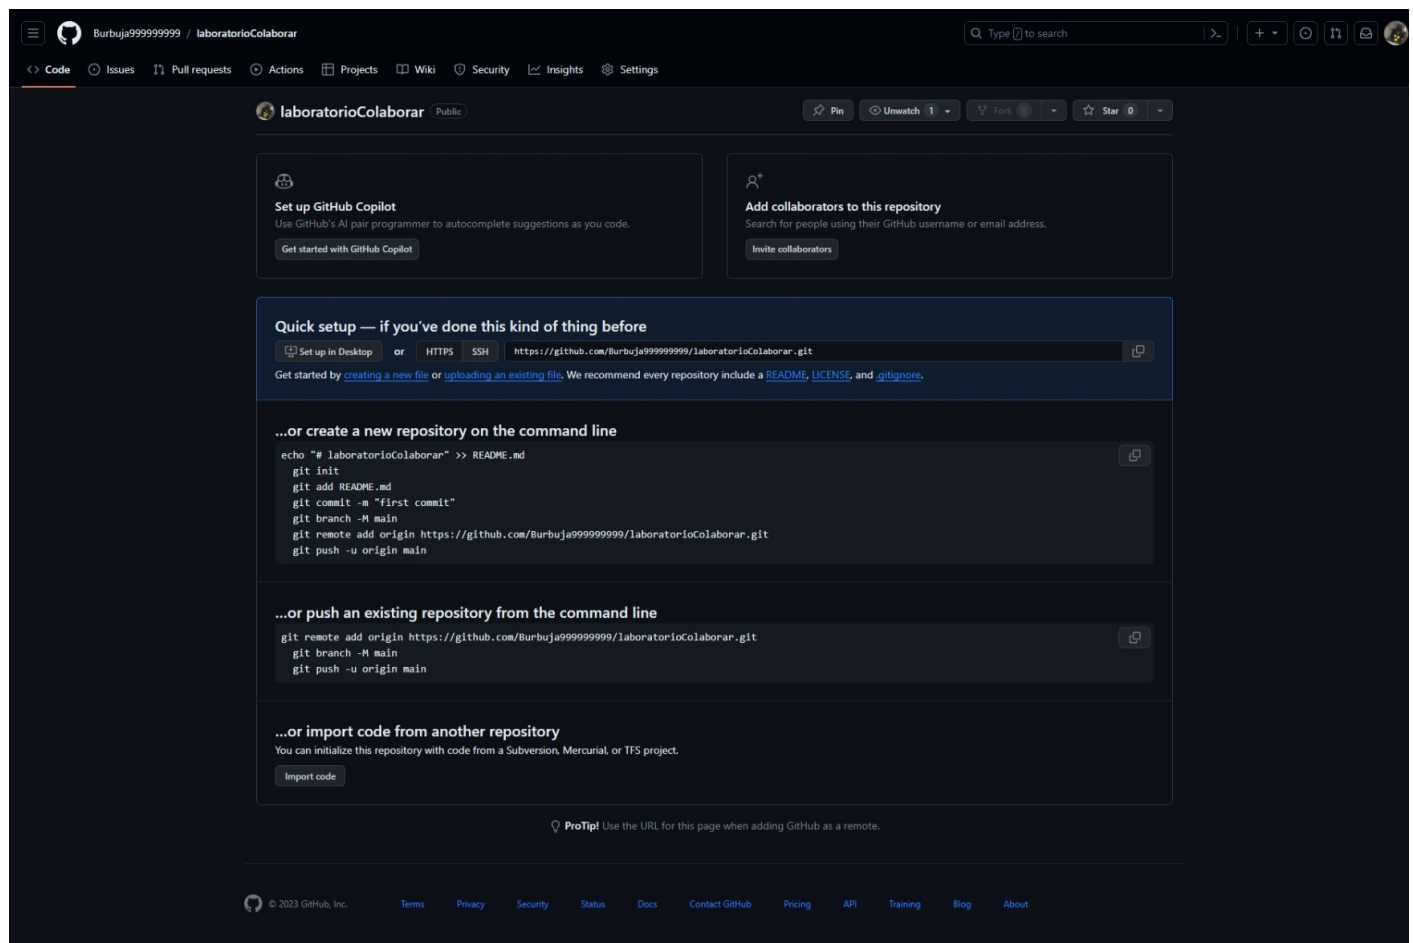 Burbuja999999999 / laboratorioColaborar
Type / to search
Code Issues Pull requests Actions Projects Wiki Security Insights Settings
laboratorioColaborar Public
Pin Unwatch 1 Fork 0 Star 0
Set up GitHub Copilot
Use GitHub's AI pair programmer to autocomplete suggestions as you code.
Get started with GitHub Copilot
Add collaborators to this repository
Search for people using their GitHub username or email address.
Invite collaborators
Quick setup — if you've done this kind of thing before
Set up in Desktop or HTTPS SSH https://github.com/Burbuja999999999/laboratorioColaborar.git
Get started by creating a new file or uploading an existing file. We recommend every repository include a README, LICENSE, and .gitignore.
...or create a new repository on the command line
echo "# laboratorioColaborar" >> README.md
git init
git add README.md
git commit -m "first commit"
git branch -M main
git remote add origin https://github.com/Burbuja999999999/laboratorioColaborar.git
git push -u origin main
...or push an existing repository from the command line
git remote add origin https://github.com/Burbuja999999999/laboratorioColaborar.git
git branch -M main
git push -u origin main
...or import code from another repository
You can initialize this repository with code from a Subversion, Mercurial, or TFS project.
Import code
ProTip! Use the URL for this page when adding GitHub as a remote.
© 2023 GitHub, Inc. Terms Privacy Security Status Docs Contact GitHub Pricing API Training Blog About